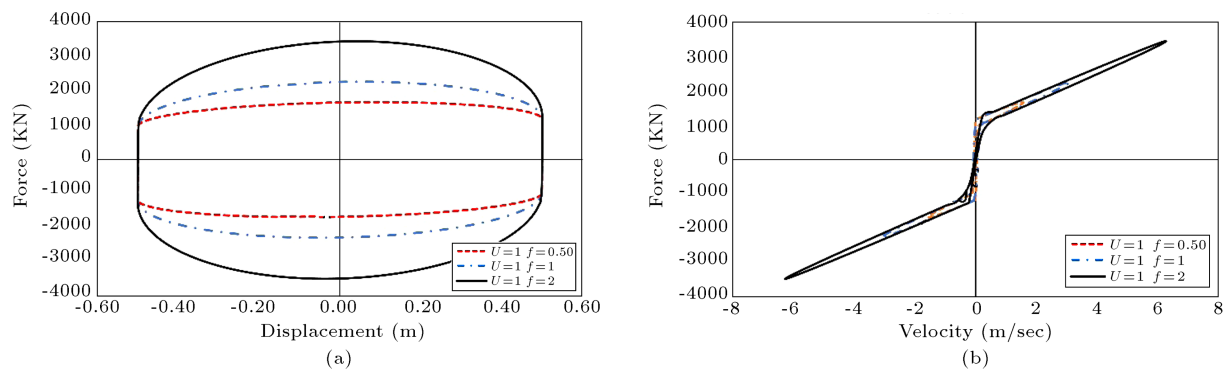 4000
3000
2000
1000
0
-1000
-2000
-3000
-4000
Force (KN)
-0.60
-0.40
-0.20
0.00
0.20
0.40
0.60
Displacement (m)
U=1 f=0.50
U=1 f=1
U=1 f=2
(a)
4000
3000
2000
1000
0
-1000
-2000
-3000
-4000
Force (KN)
-8
-6
-4
-2
0
2
4
6
8
Velocity (m/sec)
U=1 f=0.50
U=1 f=1
U=1 f=2
(b)